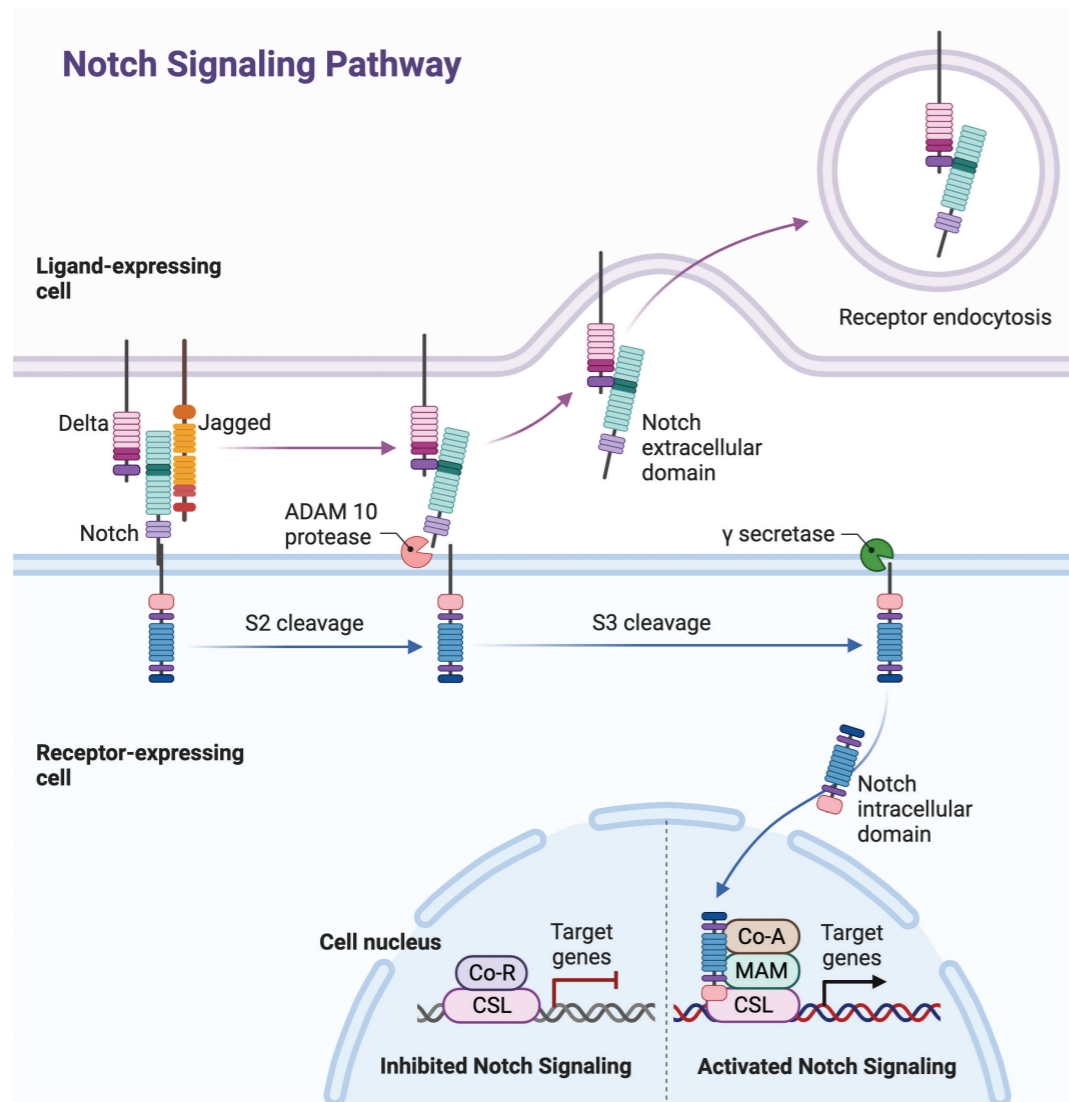 Notch Signaling Pathway
Ligand-expressing
cell
Receptor endocytosis
Delta
Jagged
Notch
extracellular
domain
Notch
ADAM 10
protease
γ secretase
S2 cleavage
S3 cleavage
Receptor-expressing
cell
Notch
intracellular
domain
Cell nucleus
Target
genes
Co-R
CSL
Co-A
MAM
CSL
Target
genes
Inhibited Notch Signaling
Activated Notch Signaling